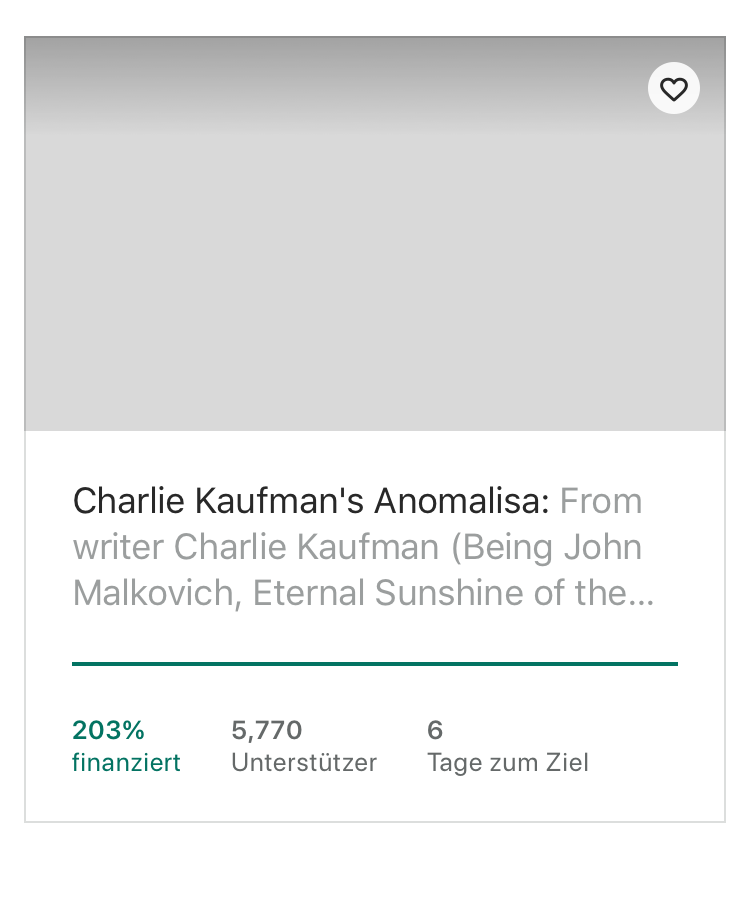 Charlie Kaufman's Anomalisa: From
writer Charlie Kaufman (Being John
Malkovich, Eternal Sunshine of the...
203%
finanziert
5,770
Unterstützer
6
Tage zum Ziel